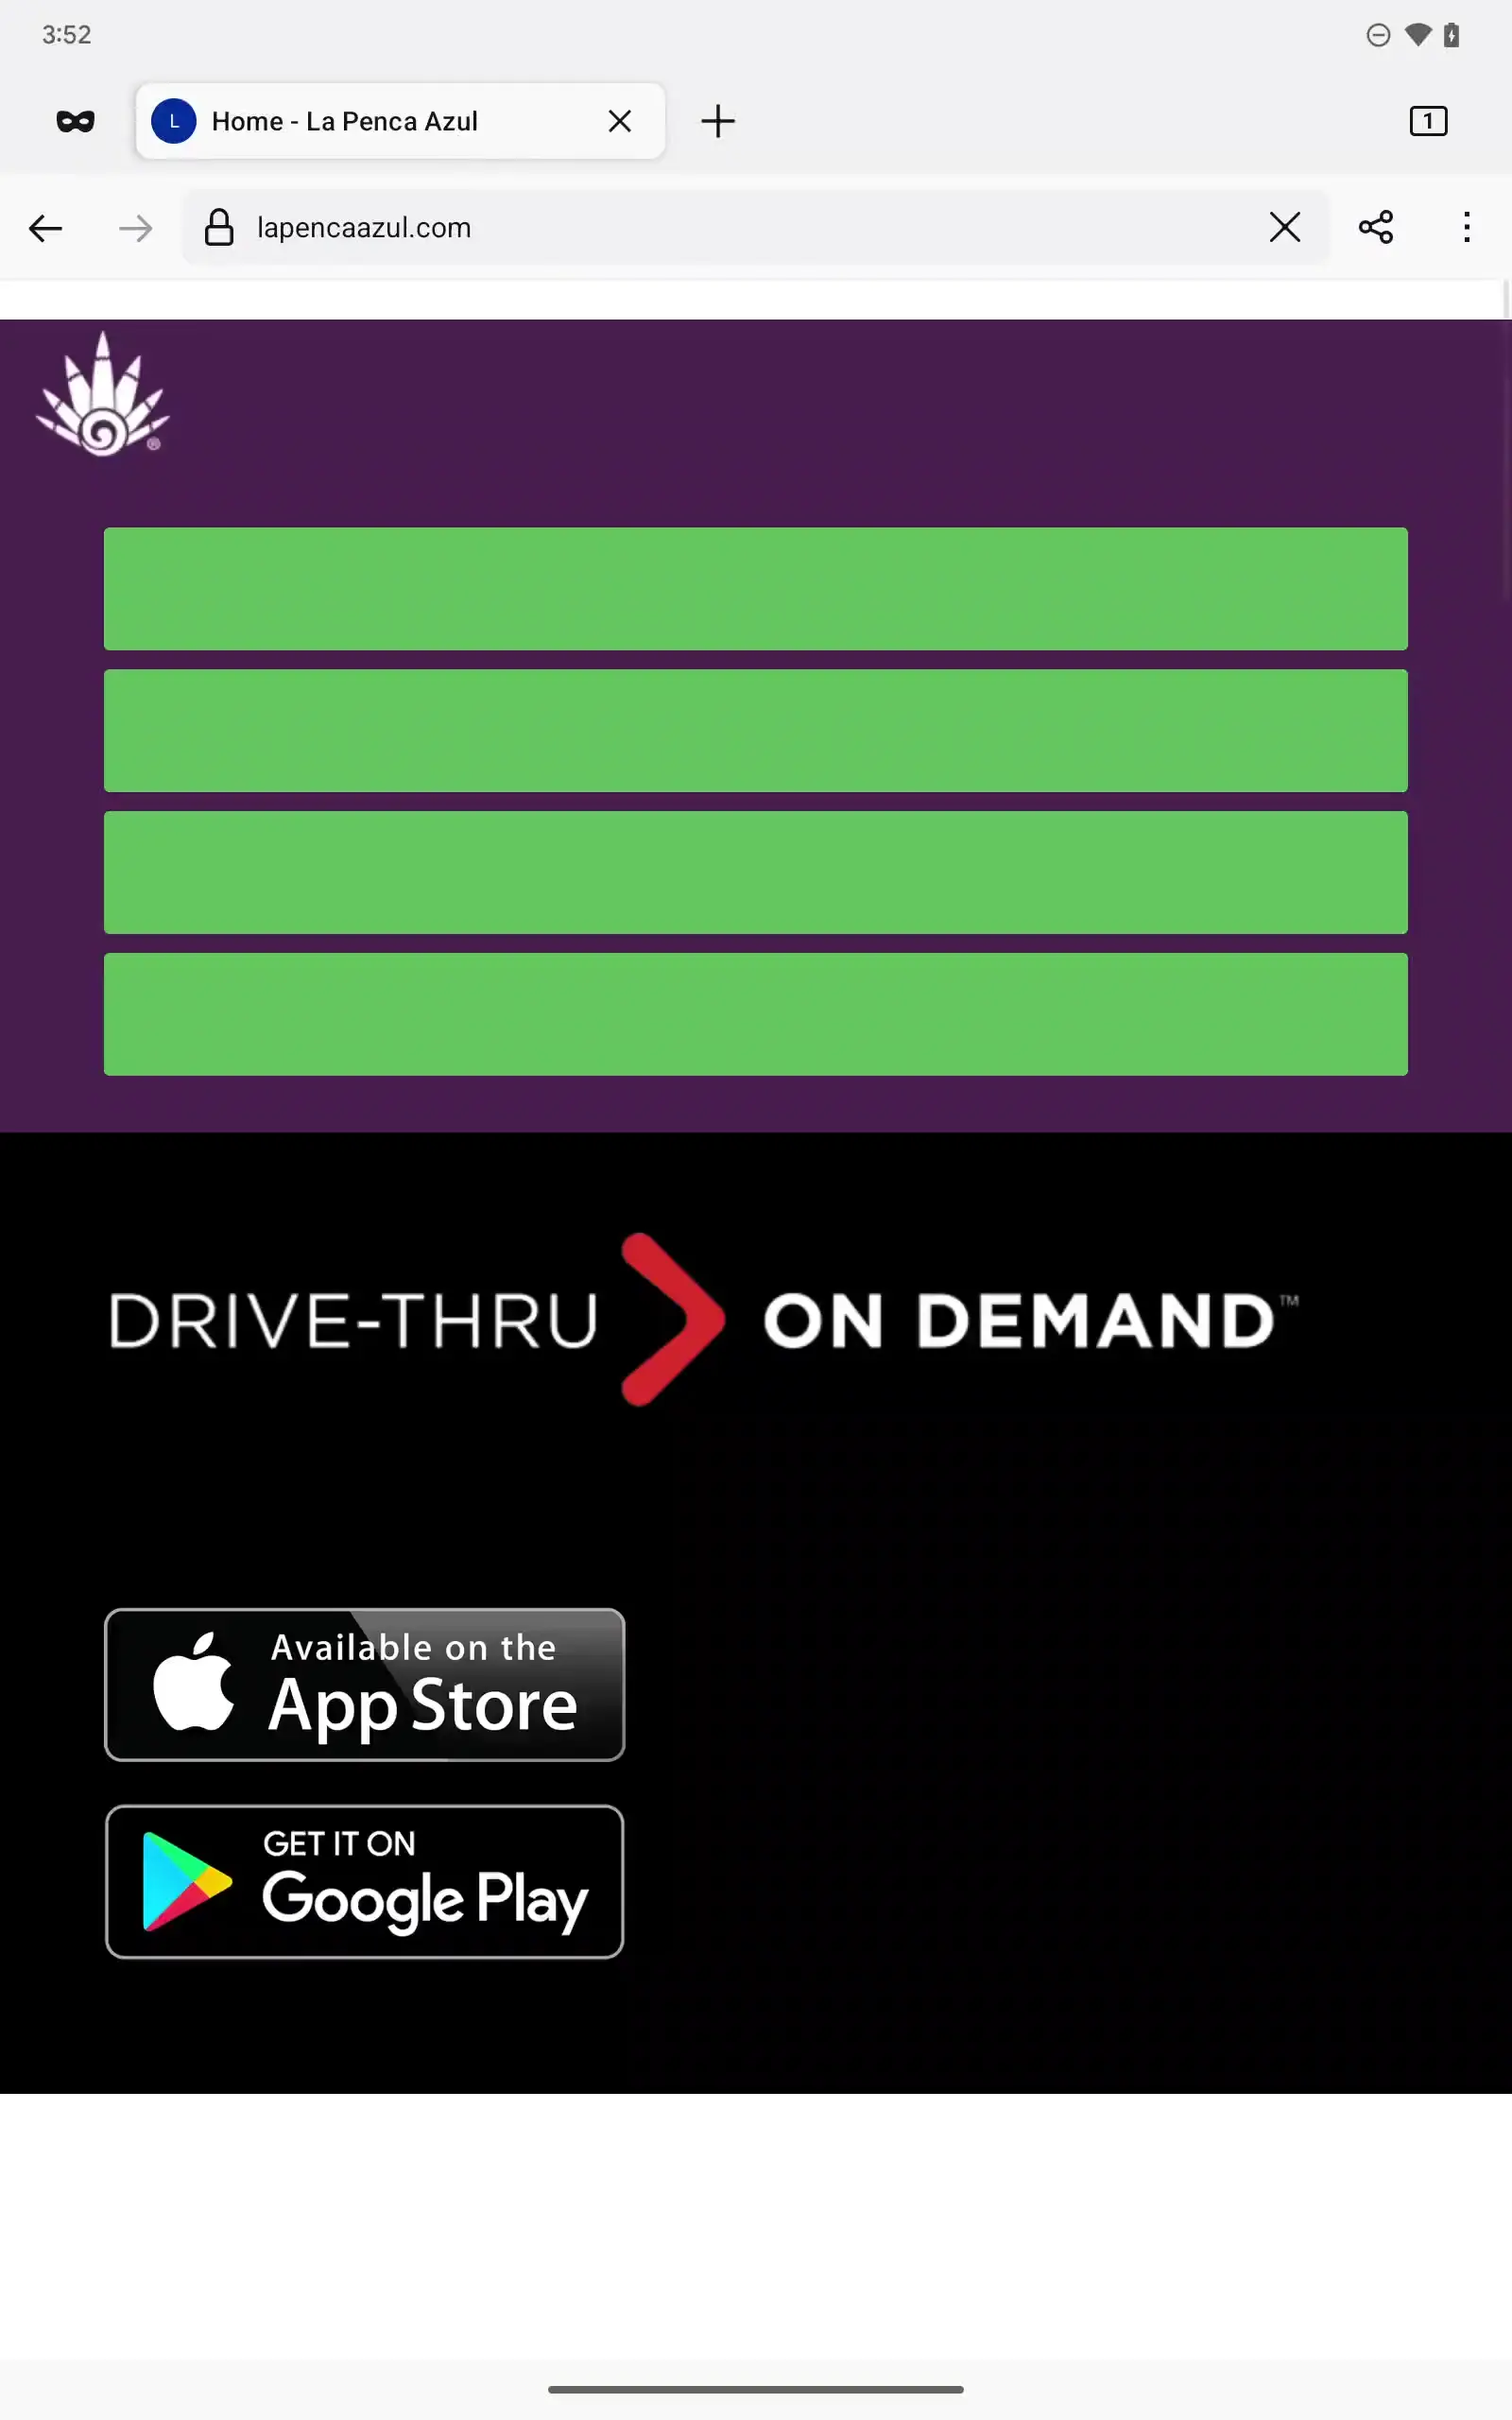 3:52
L
Home - La Penca Azul
1
lapencaazul.com
®
DRIVE-THRU ON DEMAND™
Available on the
App Store
GET IT ON
Google Play